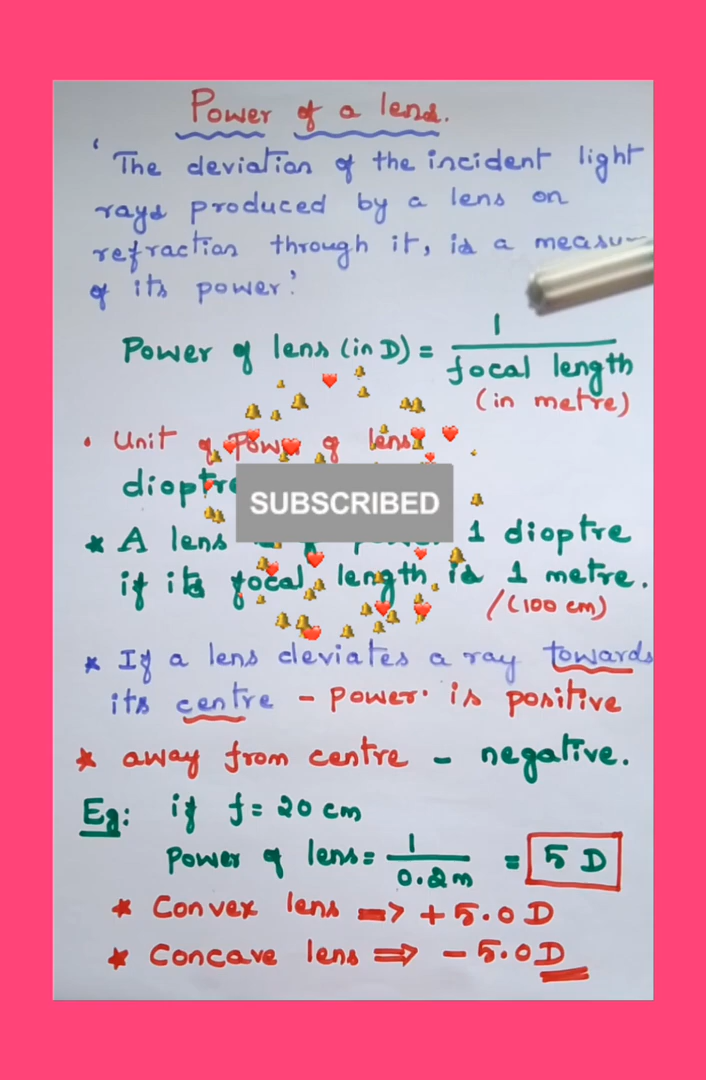 Power of a lens.
'The deviation of the incident light
rays produced by a lens on
refraction through it, is a measu
of its power.'
Power of lens (in D) = 1 / focal length
(in metre)
• Unit of Power of lens
dioptre
SUBSCRIBED
* A lens power 1 dioptre
if its focal length is 1 metre.
/(100 cm)
* If a lens deviates a ray towards
its centre - Power is positive
* away from centre - negative.
Eg: if f = 20 cm
Power of lens = 1 / 0.2m = 5 D
* Convex lens => + 5.0 D
* Concave lens => - 5.0 D